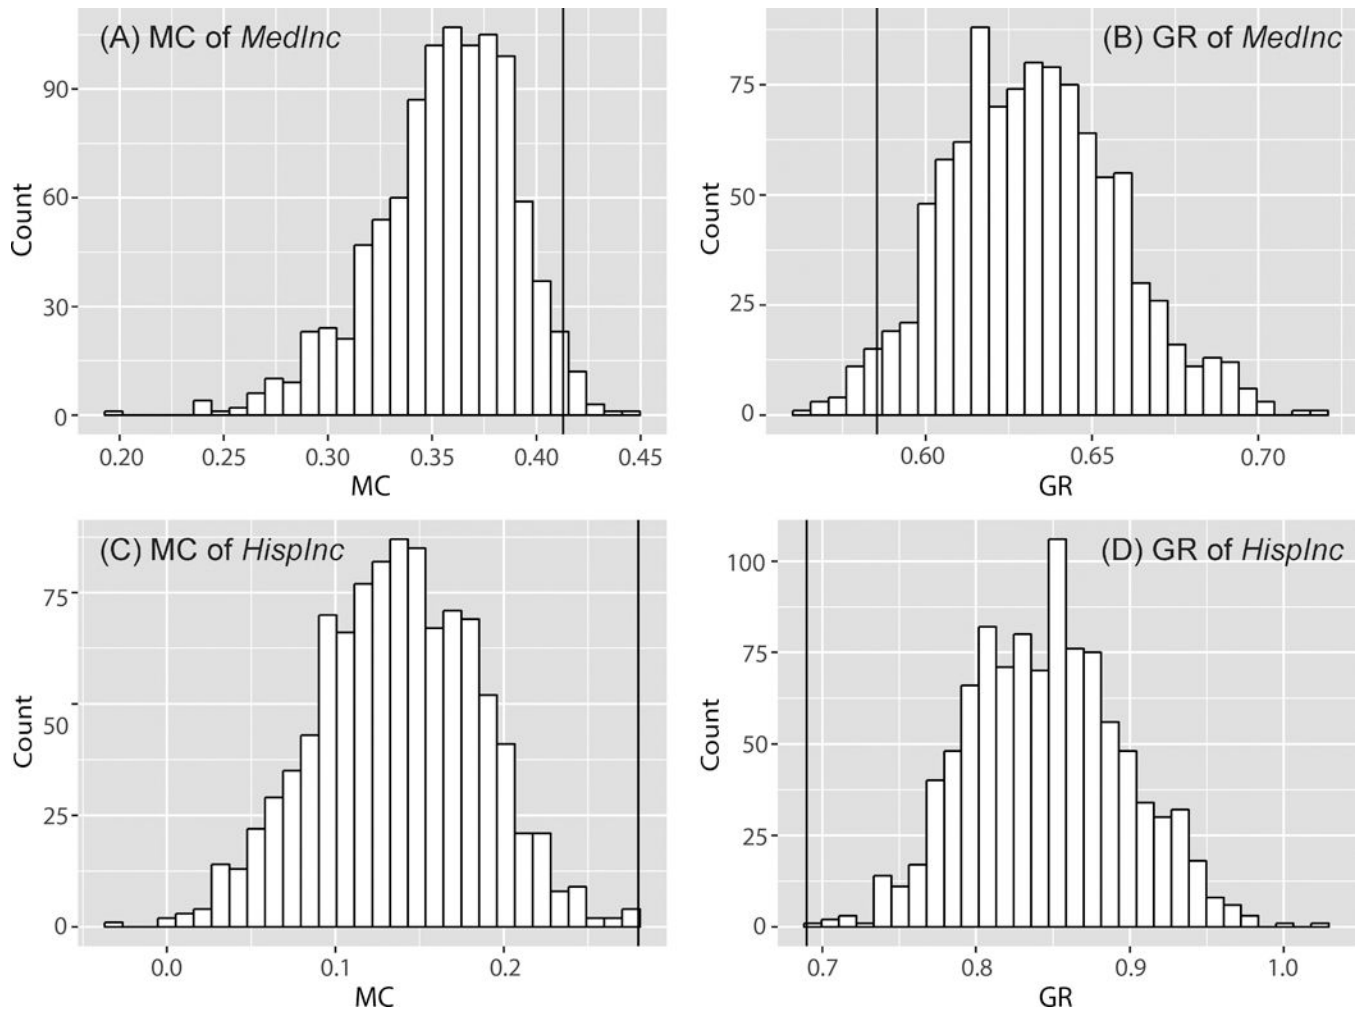 (A) MC of MedInc
Count
90
60
30
0
0.20 0.25 0.30 0.35 0.40 0.45
MC
(B) GR of MedInc
Count
75
50
25
0
0.60 0.65 0.70
GR
(C) MC of HispInc
Count
75
50
25
0
0.0 0.1 0.2
MC
(D) GR of HispInc
Count
100
75
50
25
0
0.7 0.8 0.9 1.0
GR